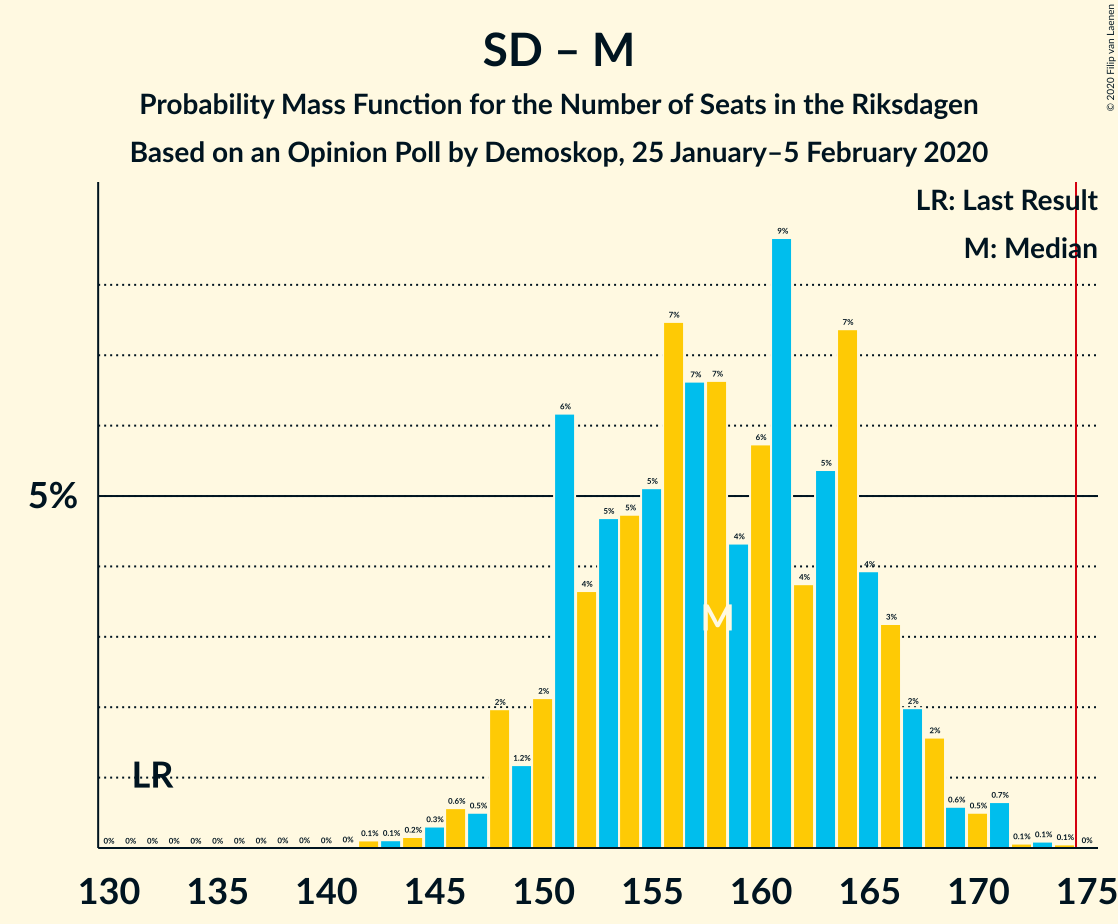 SD – M
Probability Mass Function for the Number of Seats in the Riksdagen
Based on an Opinion Poll by Demoskop, 25 January–5 February 2020
© 2020 Filip van Laenen
LR: Last Result
M: Median
5%
LR
M
0% 0% 0% 0% 0% 0% 0% 0% 0% 0% 0% 0% 0.1% 0.1% 0.2% 0.3% 0.6% 0.5% 2% 1.2% 2% 6% 4% 5% 5% 5% 7% 7% 7% 4% 6% 9% 4% 5% 7% 4% 3% 2% 2% 0.6% 0.5% 0.7% 0.1% 0.1% 0.1% 0%
130 135 140 145 150 155 160 165 170 175